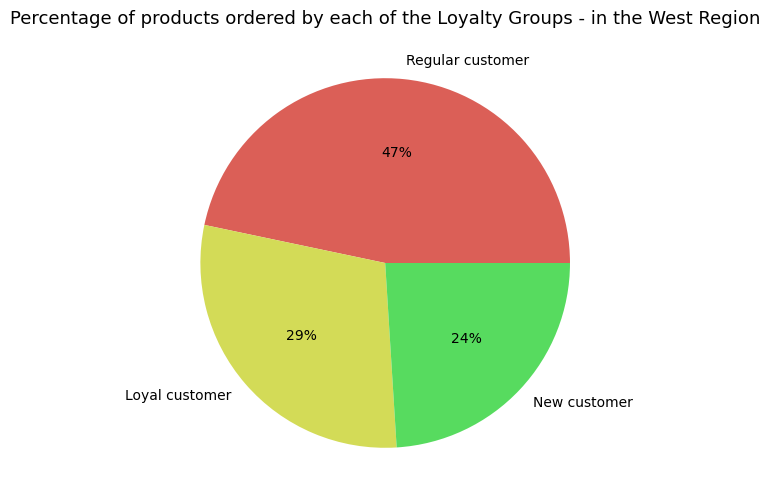 Percentage of products ordered by each of the Loyalty Groups - in the West Region
Regular customer
47%
29%
24%
Loyal customer
New customer